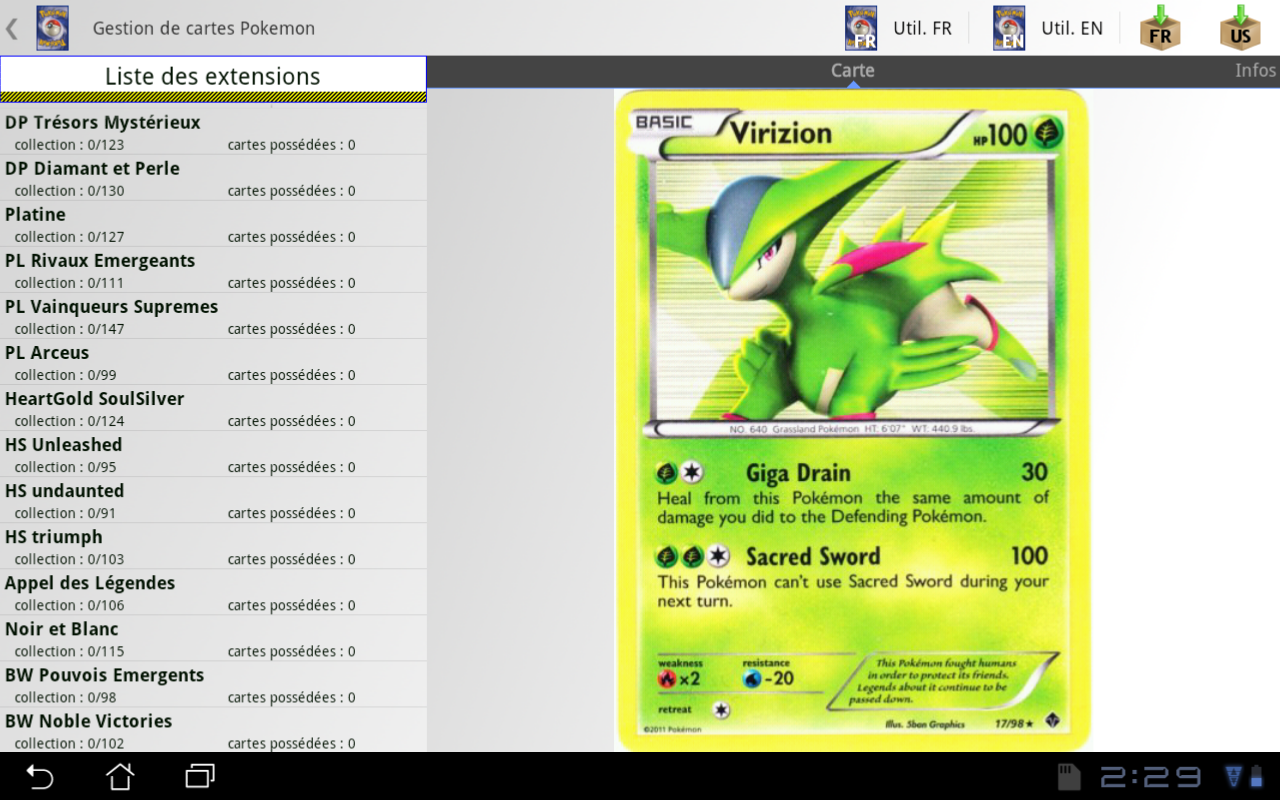 Gestion de cartes Pokemon
FR
Util. FR
EN
Util. EN
FR
US
Liste des extensions
DP Trésors Mystérieux
collection : 0/123 cartes possédées : 0
DP Diamant et Perle
collection : 0/130 cartes possédées : 0
Platine
collection : 0/127 cartes possédées : 0
PL Rivaux Emergeants
collection : 0/111 cartes possédées : 0
PL Vainqueurs Supremes
collection : 0/147 cartes possédées : 0
PL Arceus
collection : 0/99 cartes possédées : 0
HeartGold SoulSilver
collection : 0/124 cartes possédées : 0
HS Unleashed
collection : 0/95 cartes possédées : 0
HS undaunted
collection : 0/91 cartes possédées : 0
HS triumph
collection : 0/103 cartes possédées : 0
Appel des Légendes
collection : 0/106 cartes possédées : 0
Noir et Blanc
collection : 0/115 cartes possédées : 0
BW Pouvois Emergents
collection : 0/98 cartes possédées : 0
BW Noble Victories
collection : 0/102 cartes possédées : 0
Carte
Infos
BASIC
Virizion
HP100
NO. 640 Grassland Pokémon HT: 6'07" WT: 440.9 lbs.
Giga Drain 30
Heal from this Pokémon the same amount of
damage you did to the Defending Pokémon.
Sacred Sword 100
This Pokémon can't use Sacred Sword during your
next turn.
weakness resistance
×2 -20
retreat
This Pokémon fought humans
in order to protect its friends.
Legends about it continue to be
passed down.
©2011 Pokémon
Illus. 5ban Graphics 17/98★
2:29